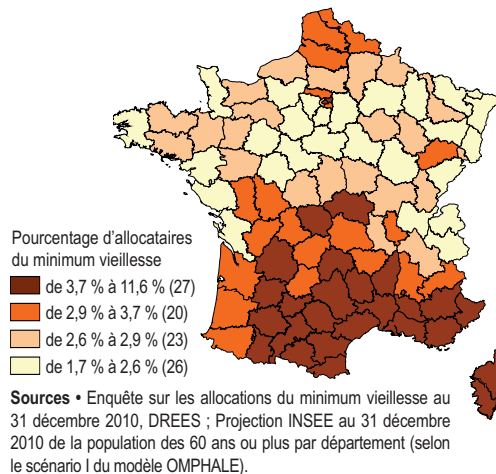 Pourcentage d'allocataires
du minimum vieillesse
de 3,7 % à 11,6 % (27)
de 2,9 % à 3,7 % (20)
de 2,6 % à 2,9 % (23)
de 1,7 % à 2,6 % (26)
Sources • Enquête sur les allocations du minimum vieillesse au
31 décembre 2010, DREES ; Projection INSEE au 31 décembre
2010 de la population des 60 ans ou plus par département (selon
le scénario I du modèle OMPHALE).